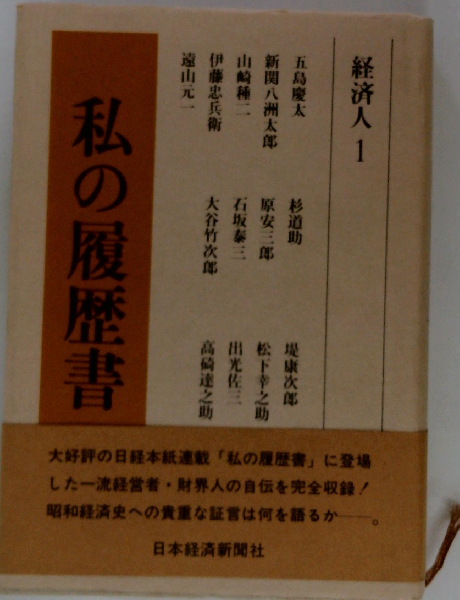 経済人 1
五島慶太
杉道助
堤康次郎
新関八洲太郎
原安三郎
松下幸之助
山崎種二
石坂泰三
出光佐三
伊藤忠兵衛
大谷竹次郎
高碕達之助
遠山元一
私の履歴書
大好評の日経本紙連載「私の履歴書」に登場
した一流経営者・財界人の自伝を完全収録!
昭和経済史への貴重な証言は何を語るか——。
日本経済新聞社